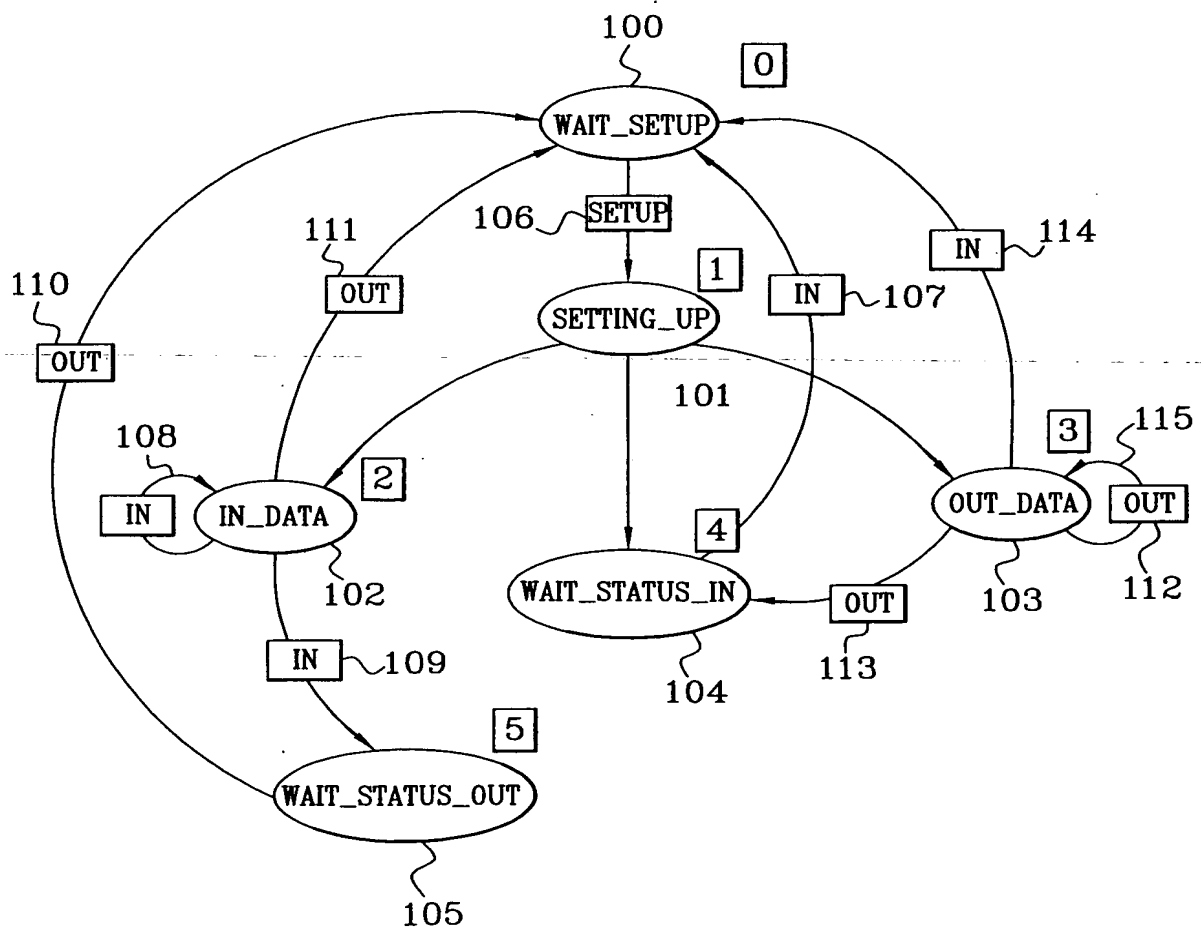 100
0
WAIT_SETUP
106
SETUP
111
OUT
114
IN
110
OUT
1
SETTING_UP
IN
107
101
108
IN
2
IN_DATA
102
3
115
OUT_DATA
OUT
103
112
4
WAIT_STATUS_IN
OUT
113
104
IN
109
5
WAIT_STATUS_OUT
105